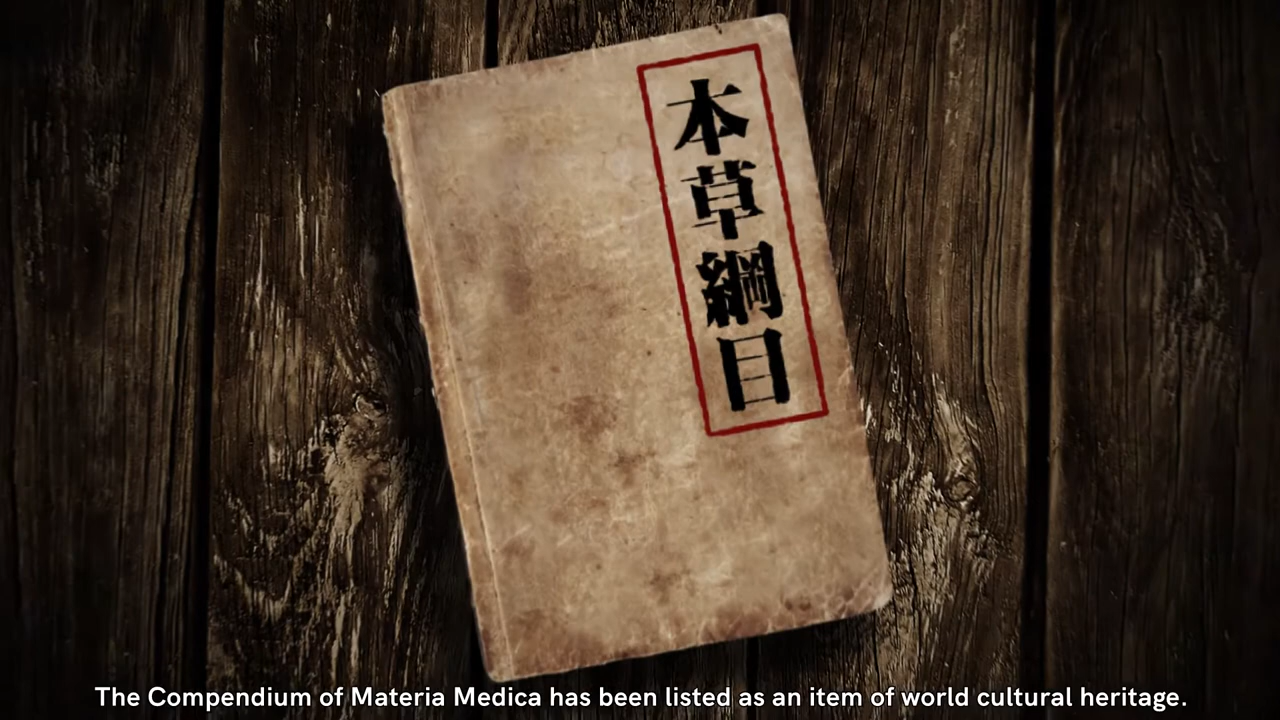 本草綱目
The Compendium of Materia Medica has been listed as an item of world cultural heritage.